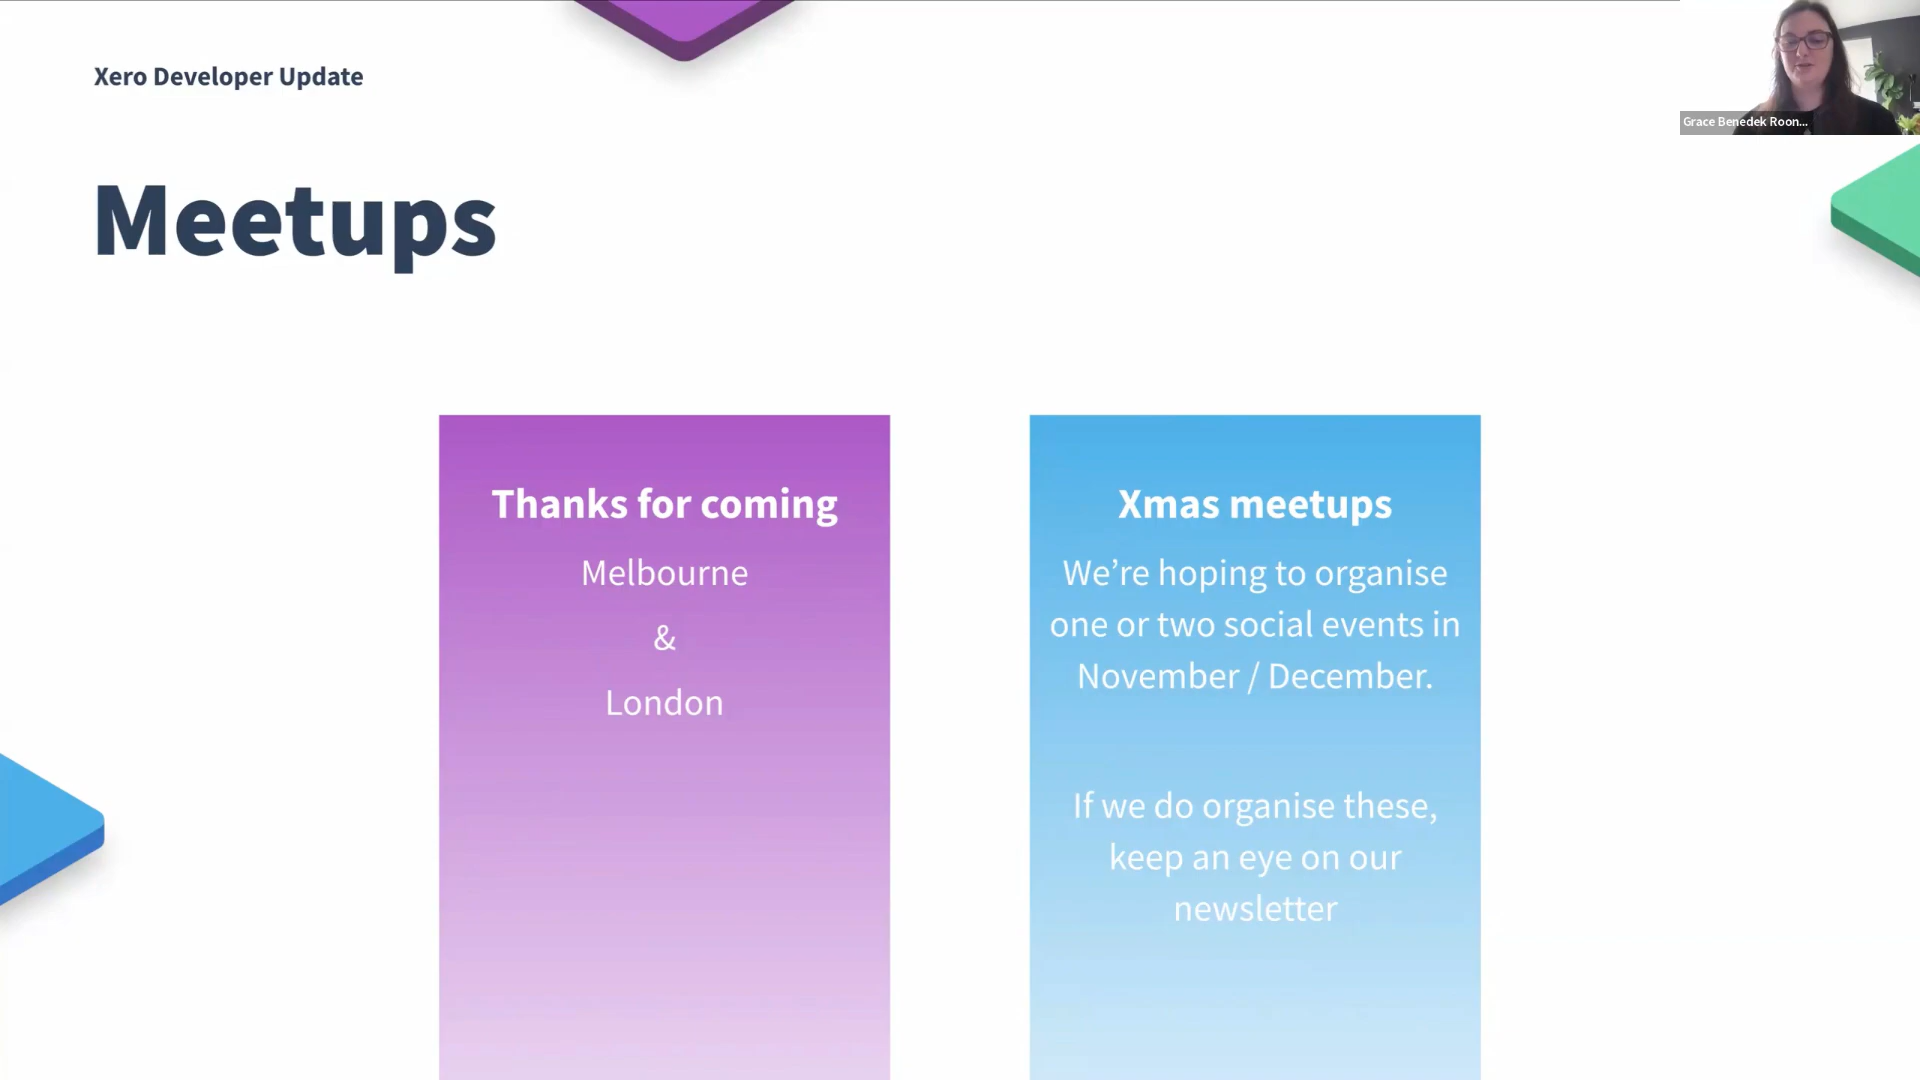 Xero Developer Update
Grace Benedek Roon...
Meetups
Thanks for coming
Melbourne
&
London
Xmas meetups
We’re hoping to organise
one or two social events in
November / December.
If we do organise these,
keep an eye on our
newsletter